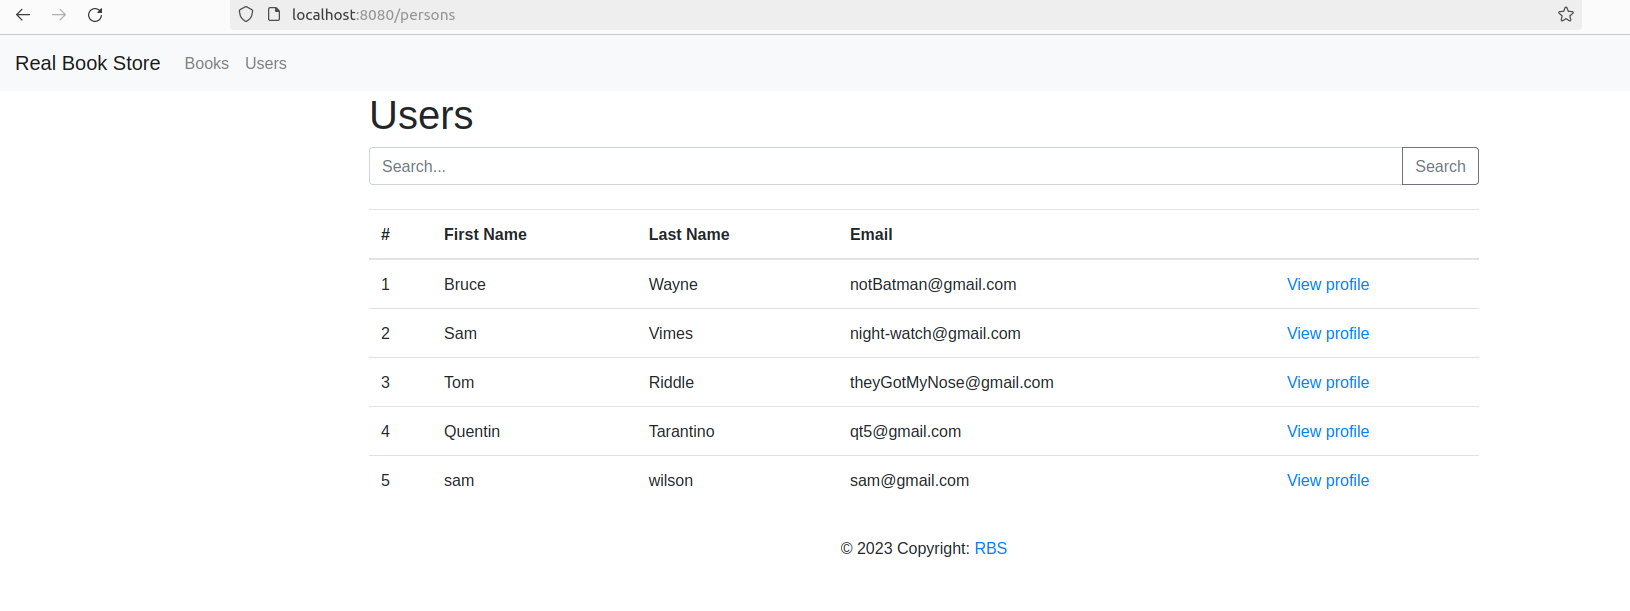 localhost:8080/persons
Real Book Store Books Users
Users
Search... Search
# First Name Last Name Email
1 Bruce Wayne notBatman@gmail.com View profile
2 Sam Vimes night-watch@gmail.com View profile
3 Tom Riddle theyGotMyNose@gmail.com View profile
4 Quentin Tarantino qt5@gmail.com View profile
5 sam wilson sam@gmail.com View profile
© 2023 Copyright: RBS